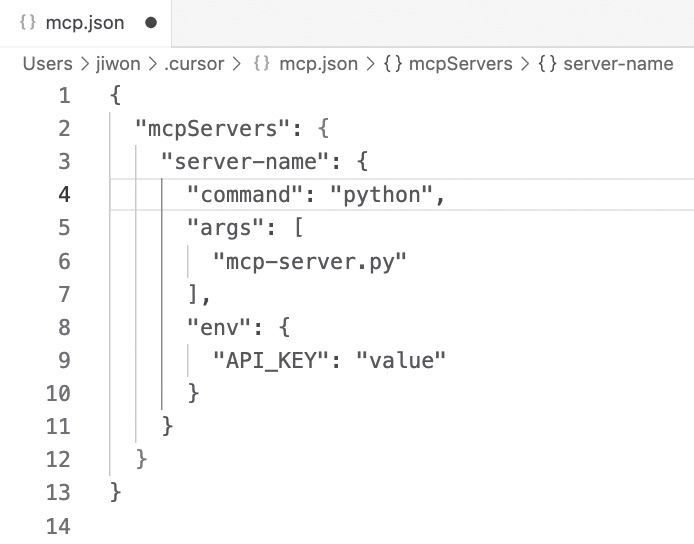 {} mcp.json ●
Users > jiwon > .cursor > {} mcp.json > {} mcpServers > {} server-name
1 {
2 "mcpServers": {
3 "server-name": {
4 "command": "python",
5 "args": [
6 "mcp-server.py"
7 ],
8 "env": {
9 "API_KEY": "value"
10 }
11 }
12 }
13 }
14